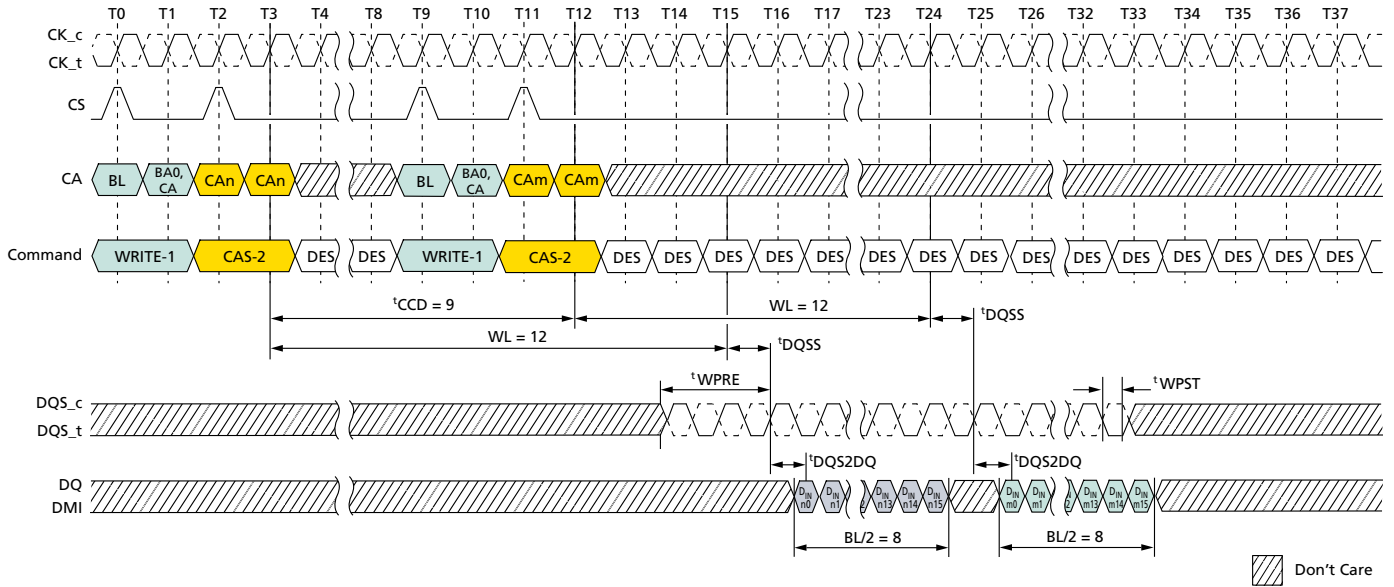 T0 T1 T2 T3 T4 T8 T9 T10 T11 T12 T13 T14 T15 T16 T17 T23 T24 T25 T26 T32 T33 T34 T35 T36 T37
CK_c
CK_t
CS
CA BL BA0, CA CAn CAn BL BA0, CA CAm CAm
Command WRITE-1 CAS-2 DES DES WRITE-1 CAS-2 DES DES DES DES DES DES DES DES DES DES DES DES DES DES DES
tCCD = 9 WL = 12 tDQSS
WL = 12 tDQSS
tWPRE tWPST
DQS_c
DQS_t
tDQS2DQ tDQS2DQ
DQ
DMI
DIN n0 DIN n1 DIN n13 DIN n14 DIN n15 DIN m0 DIN m1 DIN m13 DIN m14 DIN m15
BL/2 = 8 BL/2 = 8
Don't Care